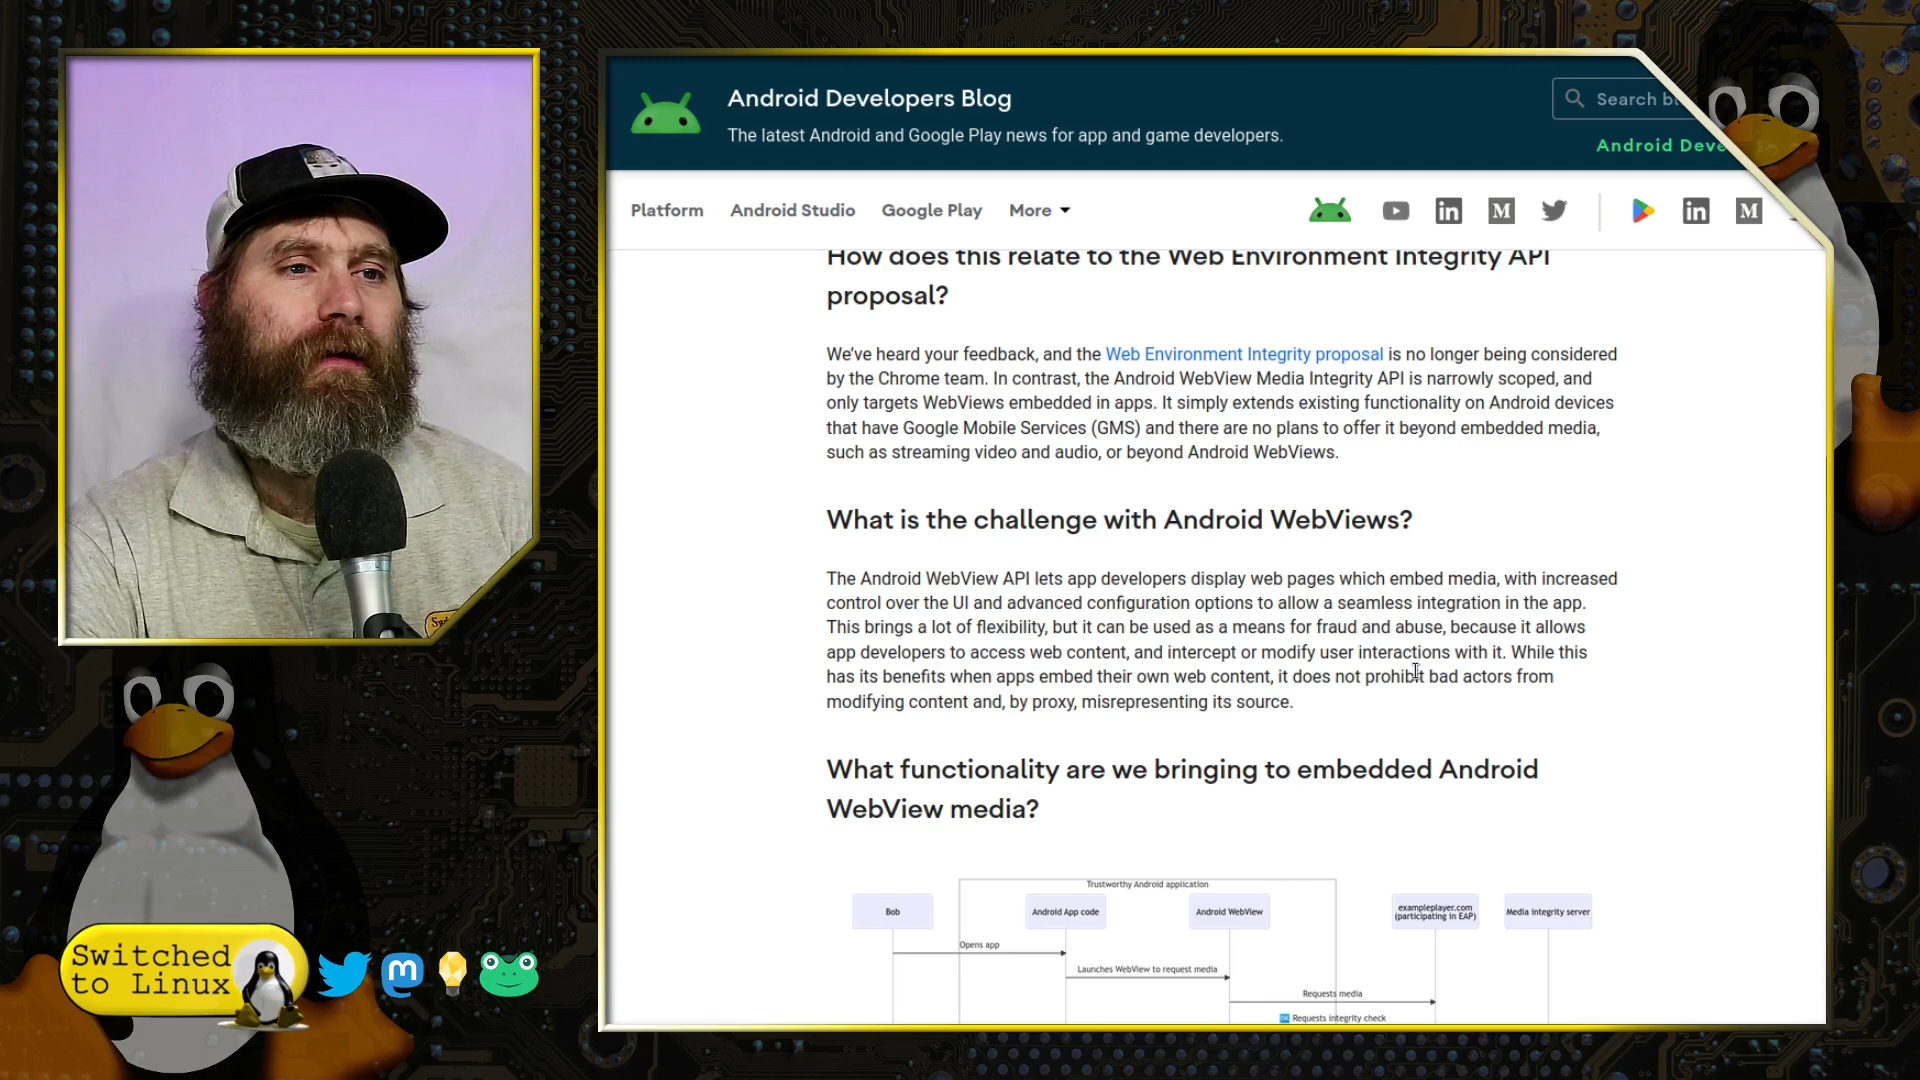 Android Developers Blog
The latest Android and Google Play news for app and game developers.
Search
Android
Platform
Android Studio
Google Play
More
How does this relate to the Web Environment Integrity API
proposal?
We've heard your feedback, and the Web Environment Integrity proposal is no longer being considered
by the Chrome team. In contrast, the Android WebView Media Integrity API is narrowly scoped, and
only targets WebViews embedded in apps. It simply extends existing functionality on Android devices
that have Google Mobile Services (GMS) and there are no plans to offer it beyond embedded media,
such as streaming video and audio, or beyond Android WebViews.
What is the challenge with Android WebViews?
The Android WebView API lets app developers display web pages which embed media, with increased
control over the UI and advanced configuration options to allow a seamless integration in the app.
This brings a lot of flexibility, but it can be used as a means for fraud and abuse, because it allows
app developers to access web content, and intercept or modify user interactions with it. While this
has its benefits when apps embed their own web content, it does not prohibit bad actors from
modifying content and, by proxy, misrepresenting its source.
What functionality are we bringing to embedded Android
WebView media?
Trustworthy Android application
Bob
Android App code
Android WebView
exampleplayer.com
(participating in EAP)
Media integrity server
Opens app
Launches WebView to request media
Requests media
OK Requests integrity check
Switched
to Linux